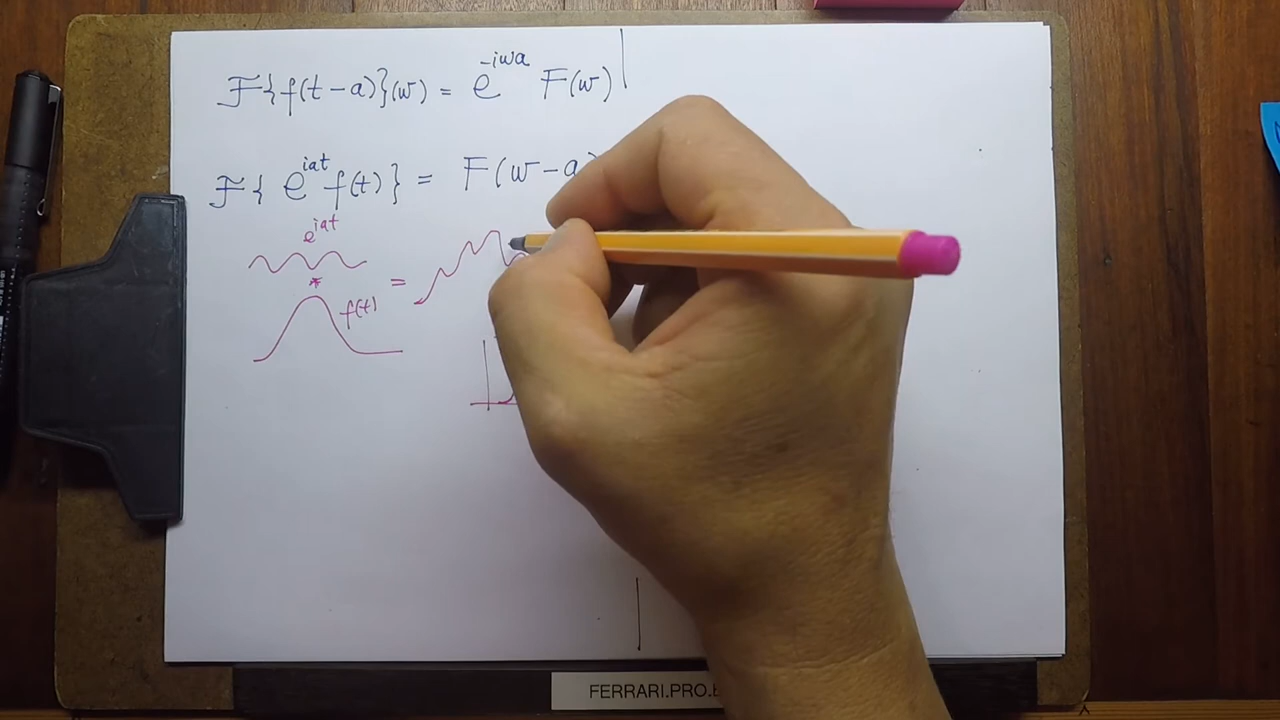 ℱ{f(t-a)}(w) = e^{-iwa} F(w)
ℱ{ e^{iat} f(t)} = F(w-a)
e^{iat}
*
=
f(t)
FERRARI.PRO.